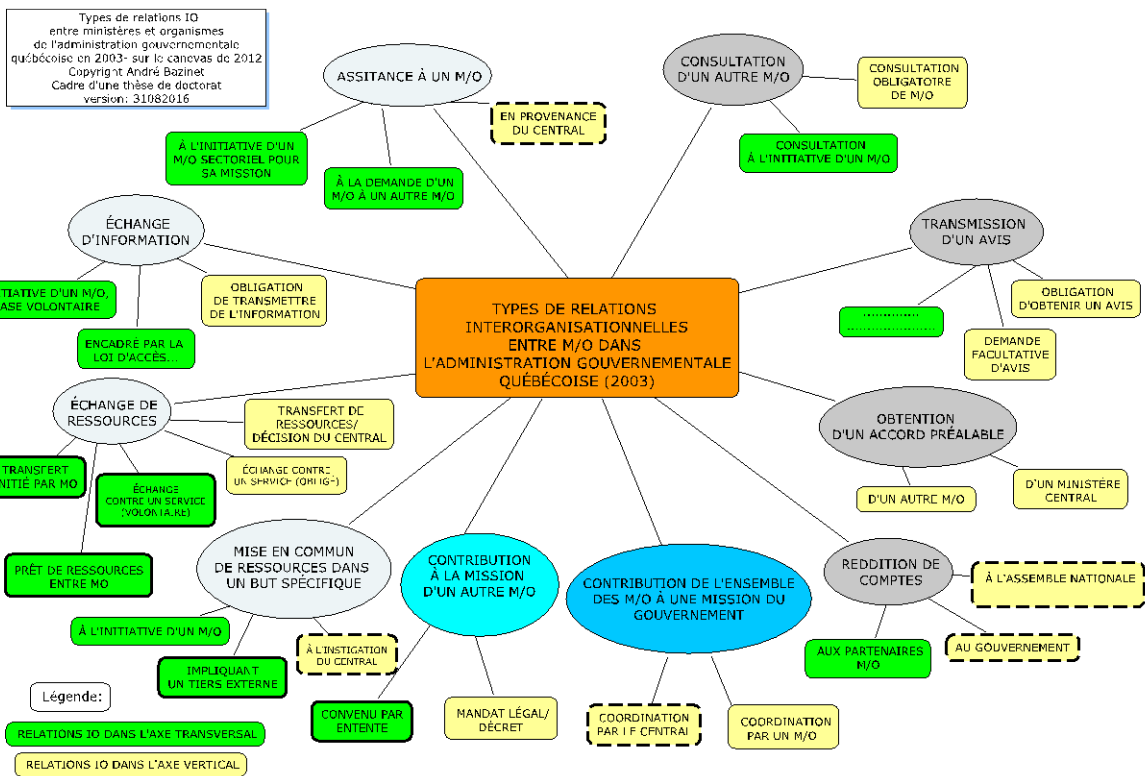 Types de relations IO
entre ministères et organismes
de l'administration gouvernementale
québécoise en 2003- sur le canevas de 2012
Copyright André Bazinet
Cadre d'une thèse de doctorat
version: 31082016
ASSITANCE À UN M/O
EN PROVENANCE
DU CENTRAL
À L'INITIATIVE D'UN
M/O SECTORIEL POUR
SA MISSION
À LA DEMANDE D'UN
M/O À UN AUTRE M/O
CONSULTATION
D'UN AUTRE M/O
CONSULTATION
OBLIGATOIRE
DE M/O
CONSULTATION
À L'INITIATIVE D'UN M/O
ÉCHANGE
D'INFORMATION
TIATIVE D'UN M/O,
ASE VOLONTAIRE
OBLIGATION
DE TRANSMETTRE
DE L'INFORMATION
ENCADRÉ PAR LA
LOI D'ACCÈS...
TRANSMISSION
D'UN AVIS
OBLIGATION
D'OBTENIR UN AVIS
DEMANDE
FACULTATIVE
D'AVIS
TYPES DE RELATIONS
INTERORGANISATIONNELLES
ENTRE M/O DANS
L'ADMINISTRATION GOUVERNEMENTALE
QUÉBÉCOISE (2003)
ÉCHANGE DE
RESSOURCES
TRANSFERT DE
RESSOURCES/
DÉCISION DU CENTRAL
ÉCHANGE CONTRE
UN SERVICE (OBLIGÉ)
TRANSFERT
NITIÉ PAR MO
ÉCHANGE
CONTRE UN SERVICE
(VOLONTAIRE)
PRÊT DE RESSOURCES
ENTRE MO
OBTENTION
D'UN ACCORD PRÉALABLE
D'UN AUTRE M/O
D'UN MINISTÈRE
CENTRAL
MISE EN COMMUN
DE RESSOURCES DANS
UN BUT SPÉCIFIQUE
À L'INITIATIVE D'UN M/O
IMPLIQUANT
UN TIERS EXTERNE
À L'INSTIGATION
DU CENTRAL
CONTRIBUTION
À LA MISSION
D'UN AUTRE M/O
CONVENU PAR
ENTENTE
MANDAT LÉGAL/
DÉCRET
CONTRIBUTION DE L'ENSEMBLE
DES M/O À UNE MISSION DU
GOUVERNEMENT
COORDINATION
PAR LE CENTRAL
COORDINATION
PAR UN M/O
REDDITION DE
COMPTES
À L'ASSEMBLE NATIONALE
AU GOUVERNEMENT
AUX PARTENAIRES
M/O
Légende:
RELATIONS IO DANS L'AXE TRANSVERSAL
RELATIONS IO DANS L'AXE VERTICAL